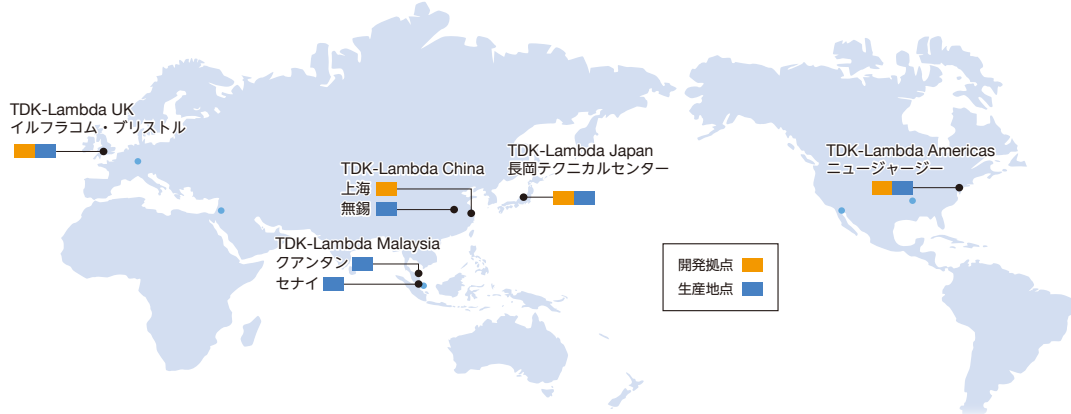 TDK-Lambda UK
イルフラコム・ブリストル
TDK-Lambda China
上海
無錫
TDK-Lambda Malaysia
クアンタン
セナイ
TDK-Lambda Japan
長岡テクニカルセンター
TDK-Lambda Americas
ニュージャージー
開発拠点
生産地点